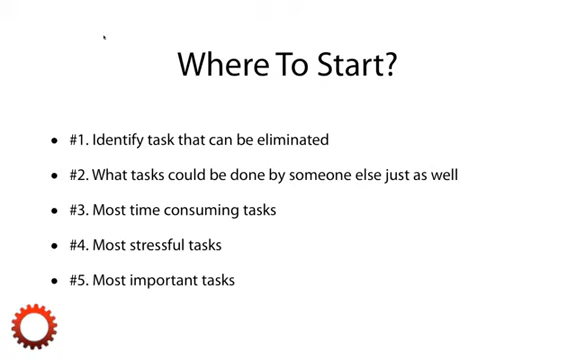 Where To Start?
• #1. Identify task that can be eliminated
• #2. What tasks could be done by someone else just as well
• #3. Most time consuming tasks
• #4. Most stressful tasks
• #5. Most important tasks